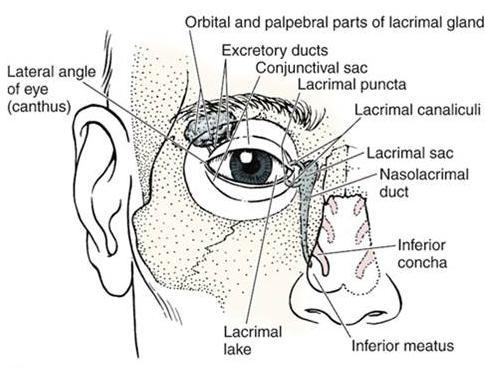 Orbital and palpebral parts of lacrimal gland
Excretory ducts
Conjunctival sac
Lacrimal puncta
Lateral angle
of eye
(canthus)
Lacrimal canaliculi
Lacrimal sac
Nasolacrimal
duct
Inferior
concha
Lacrimal
lake
Inferior meatus